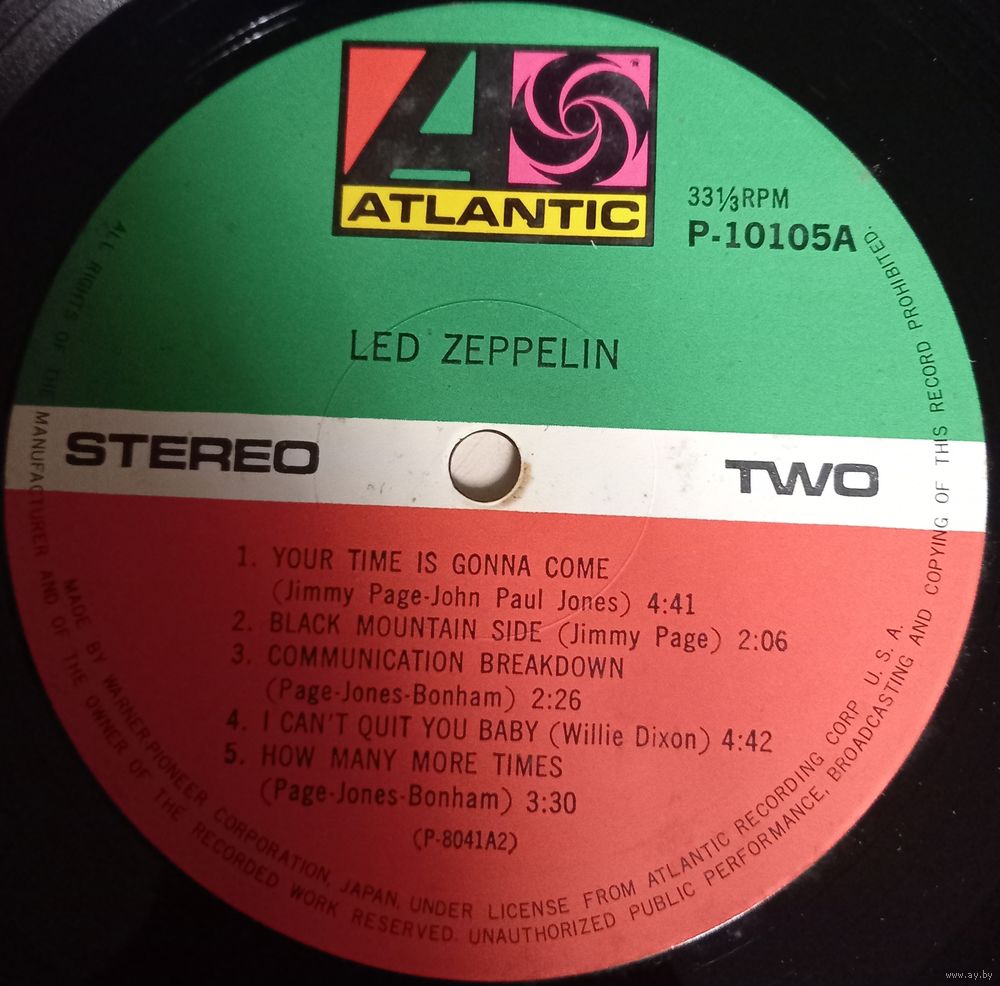 ATLANTIC
33⅓RPM
P-10105A
LED ZEPPELIN
STEREO
TWO
1. YOUR TIME IS GONNA COME
(Jimmy Page-John Paul Jones) 4:41
2. BLACK MOUNTAIN SIDE (Jimmy Page) 2:06
3. COMMUNICATION BREAKDOWN
(Page-Jones-Bonham) 2:26
4. I CAN'T QUIT YOU BABY (Willie Dixon) 4:42
5. HOW MANY MORE TIMES
(Page-Jones-Bonham) 3:30
(P-8041A2)
MADE BY WARNER-PIONEER CORPORATION, JAPAN, UNDER LICENSE FROM ATLANTIC RECORDING CORP U. S. A.
ALL RIGHTS OF THE MANUFACTURER AND OF THE OWNER OF THE RECORDED WORK RESERVED. UNAUTHORIZED PUBLIC PERFORMANCE, BROADCASTING AND COPYING OF THIS RECORD PROHIBITED.
www.ay.by